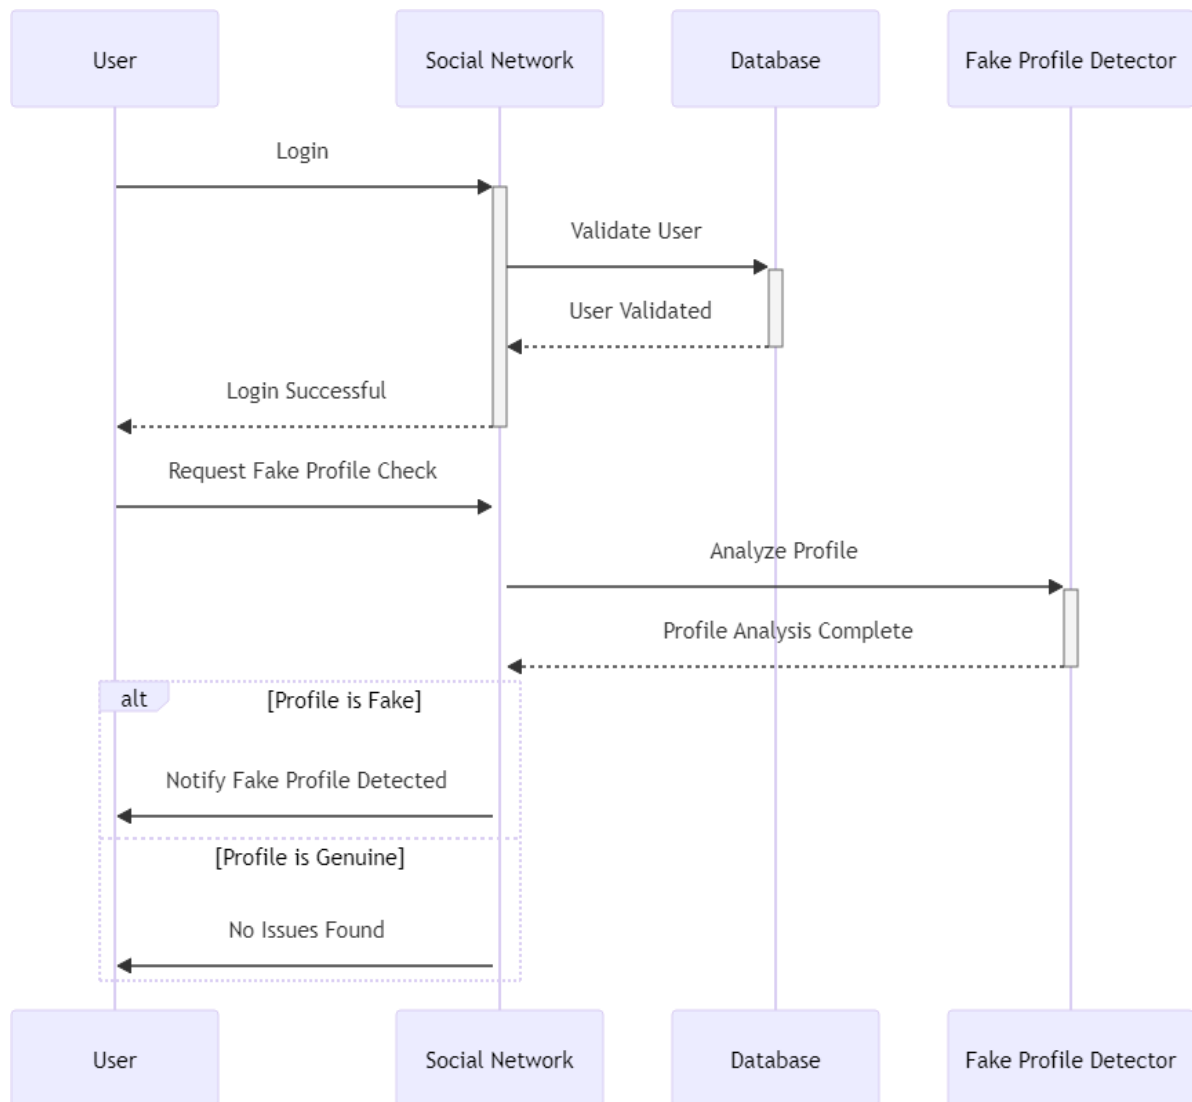 User
Social Network
Database
Fake Profile Detector
Login
Validate User
User Validated
Login Successful
Request Fake Profile Check
Analyze Profile
Profile Analysis Complete
alt
[Profile is Fake]
Notify Fake Profile Detected
[Profile is Genuine]
No Issues Found
User
Social Network
Database
Fake Profile Detector